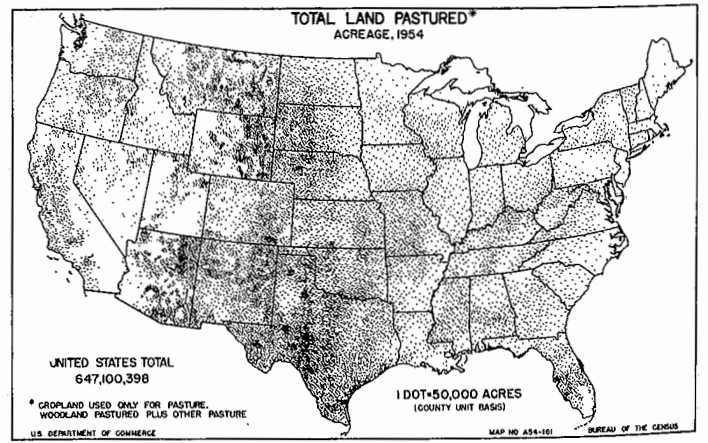 TOTAL LAND PASTURED*
ACREAGE, 1954
UNITED STATES TOTAL
647,100,398
* CROPLAND USED ONLY FOR PASTURE,
WOODLAND PASTURED PLUS OTHER PASTURE
U.S. DEPARTMENT OF COMMERCE
1 DOT=50,000 ACRES
(COUNTY UNIT BASIS)
MAP NO. A54-101
BUREAU OF THE CENSUS